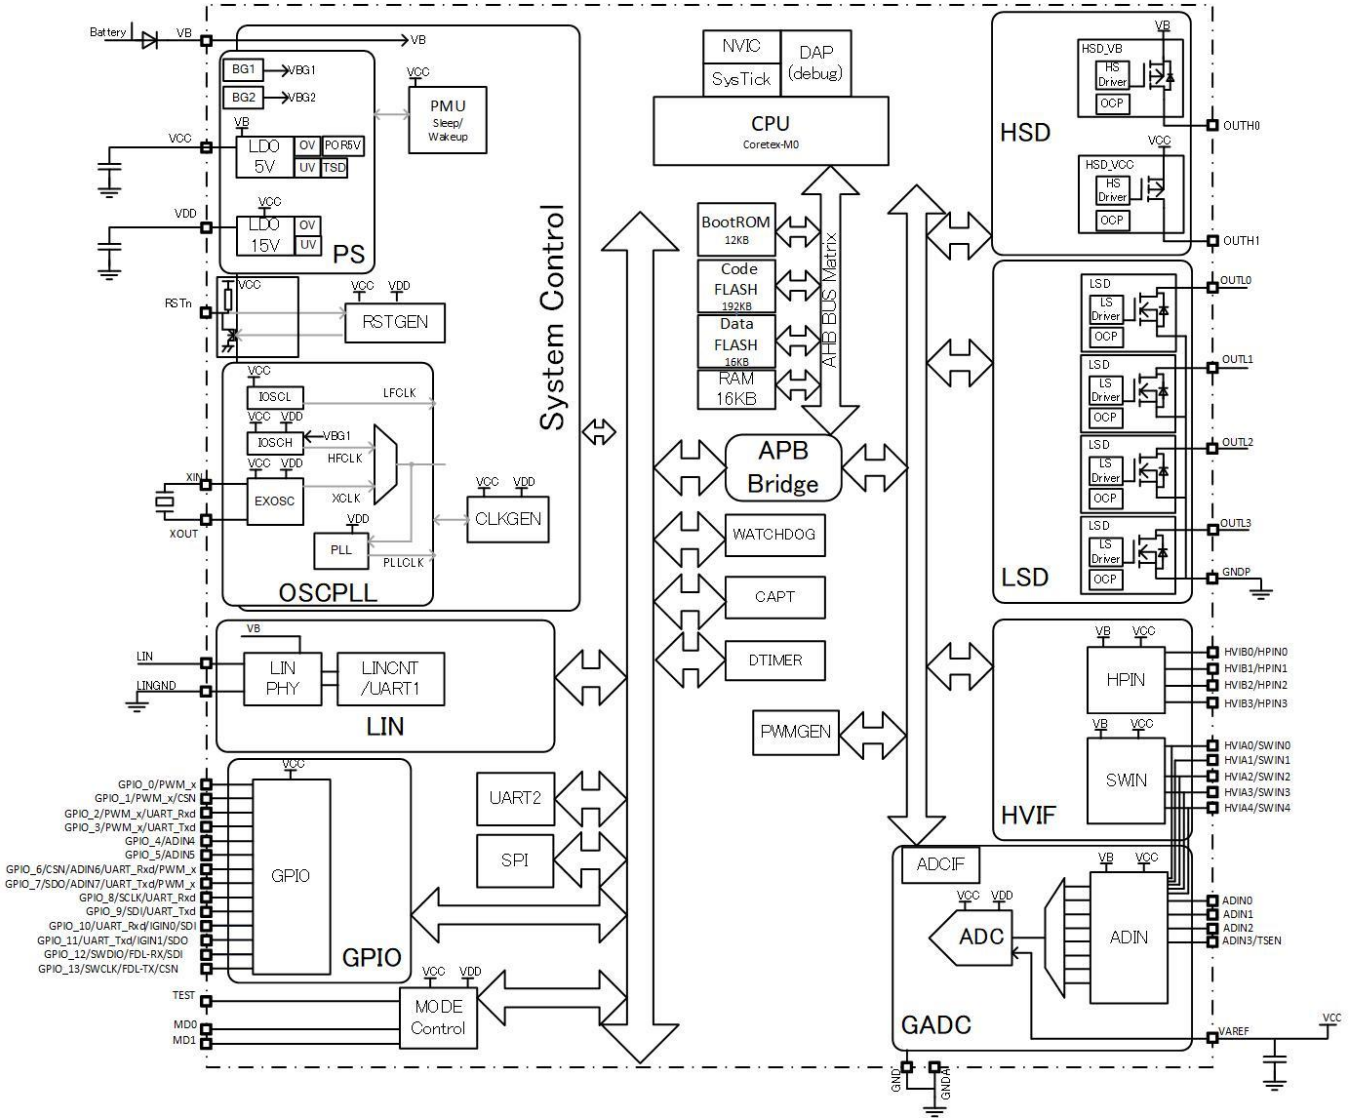 Battery
VB
VB
BG1
VBG1
BG2
VBG2
VCC
PMU
Sleep/
Wakeup
VCC
VB
LDO
5V
OV
POR5V
UV
TSD
VDD
VCC
LDO
15V
OV
UV
PS
RSTn
VCC
VCC
VDD
RSTGEN
System Control
VCC
IOSCL
LFCLK
VCC
VDD
IOSCH
VBG1
HFCLK
VCC
VDD
XIN
EXOSC
XCLK
XOUT
VDD
PLL
PLLCLK
VCC
VDD
CLKGEN
OSCPLL
VB
LIN
LINGND
LIN
PHY
LINCNT
/UART1
LIN
VCC
GPIO_0/PWM_x
GPIO_1/PWM_x/CSN
GPIO_2/PWM_x/UART_Rxd
GPIO_3/PWM_x/UART_Txd
GPIO_4/ADIN4
GPIO_5/ADIN5
GPIO_6/CSN/ADIN6/UART_Rxd/PWM_x
GPIO_7/SDO/ADIN7/UART_Txd/PWM_x
GPIO_8/SCLK/UART_Rxd
GPIO_9/SDI/UART_Txd
GPIO_10/UART_Rxd/IGIN0/SDI
GPIO_11/UART_Txd/IGIN1/SDO
GPIO_12/SWDIO/FDL-RX/SDI
GPIO_13/SWCLK/FDL-TX/CSN
GPIO
GPIO
UART2
SPI
TEST
MD0
MD1
VCC
VDD
MODE
Control
NVIC
SysTick
DAP
(debug)
CPU
Coretex-M0
BootROM
12KB
Code
FLASH
192KB
Data
FLASH
16KB
RAM
16KB
AHB BUS Matrix
APB
Bridge
WATCHDOG
CAPT
DTIMER
PWMGEN
VB
HSD_VB
HS
Driver
OCP
HSD
OUTH0
VCC
HSD_VCC
HS
Driver
OCP
OUTH1
LSD
LS
Driver
OCP
OUTL0
LSD
LS
Driver
OCP
OUTL1
LSD
LS
Driver
OCP
OUTL2
LSD
LS
Driver
OCP
OUTL3
LSD
GNDP
VB
VCC
HPIN
HVIB0/HPIN0
HVIB1/HPIN1
HVIB2/HPIN2
HVIB3/HPIN3
VB
VCC
SWIN
HVIA0/SWIN0
HVIA1/SWIN1
HVIA2/SWIN2
HVIA3/SWIN3
HVIA4/SWIN4
HVIF
ADCIF
VB
VCC
VCC
VDD
ADC
ADIN
ADIN0
ADIN1
ADIN2
ADIN3/TSEN
GADC
VAREF
VCC
GND
GNDA